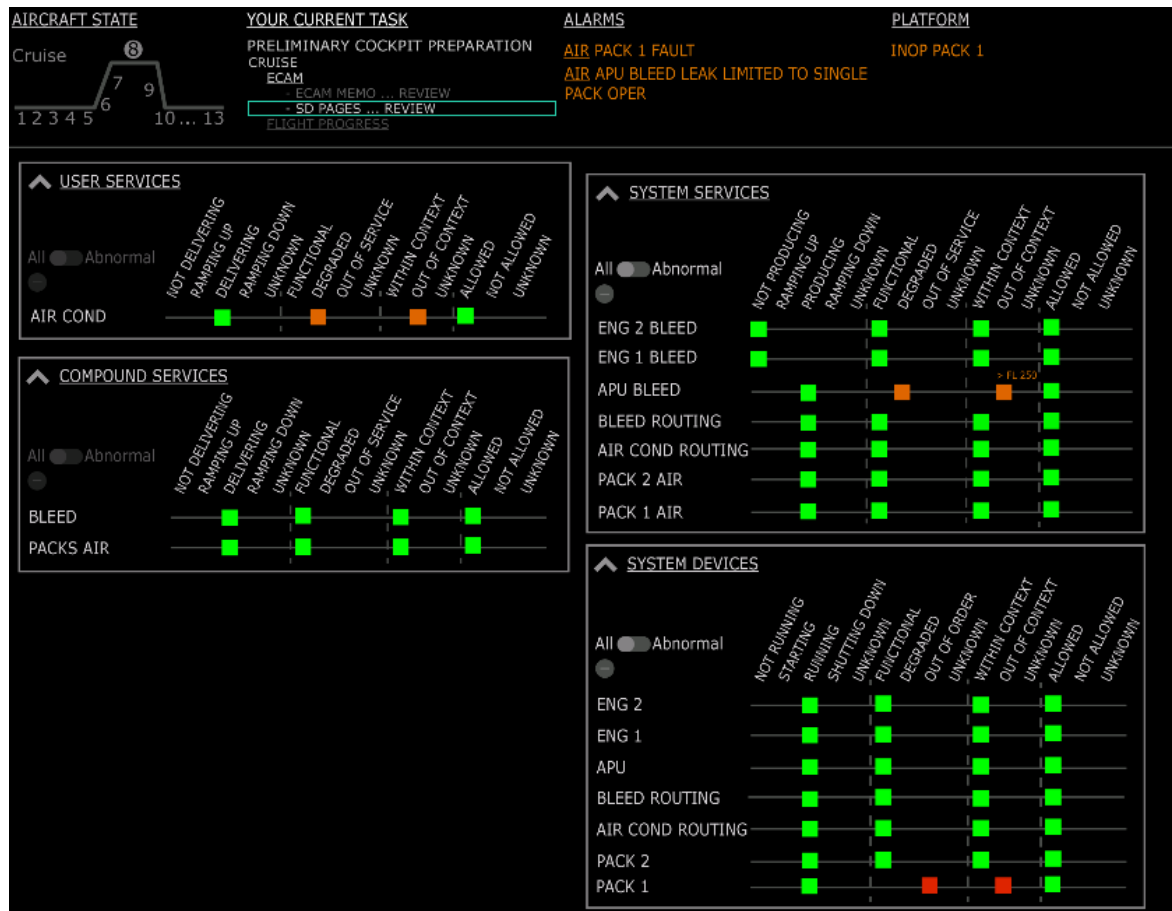 AIRCRAFT STATE
Cruise
8
7
9
6
1 2 3 4 5
10 ... 13
YOUR CURRENT TASK
PRELIMINARY COCKPIT PREPARATION
CRUISE
ECAM
- ECAM MEMO ... REVIEW
- SD PAGES ... REVIEW
FLIGHT PROGRESS
ALARMS
AIR PACK 1 FAULT
AIR APU BLEED LEAK LIMITED TO SINGLE
PACK OPER
PLATFORM
INOP PACK 1
USER SERVICES
All Abnormal
NOT DELIVERING
RAMPING UP
DELIVERING
RAMPING DOWN
UNKNOWN
FUNCTIONAL
DEGRADED
OUT OF SERVICE
UNKNOWN
WITHIN CONTEXT
OUT OF CONTEXT
UNKNOWN
ALLOWED
NOT ALLOWED
UNKNOWN
AIR COND
COMPOUND SERVICES
All Abnormal
NOT DELIVERING
RAMPING UP
DELIVERING
RAMPING DOWN
UNKNOWN
FUNCTIONAL
DEGRADED
OUT OF SERVICE
UNKNOWN
WITHIN CONTEXT
OUT OF CONTEXT
UNKNOWN
ALLOWED
NOT ALLOWED
UNKNOWN
BLEED
PACKS AIR
SYSTEM SERVICES
All Abnormal
NOT PRODUCING
RAMPING UP
PRODUCING
RAMPING DOWN
UNKNOWN
FUNCTIONAL
DEGRADED
OUT OF SERVICE
UNKNOWN
WITHIN CONTEXT
OUT OF CONTEXT
UNKNOWN
ALLOWED
NOT ALLOWED
UNKNOWN
ENG 2 BLEED
ENG 1 BLEED
> FL 250
APU BLEED
BLEED ROUTING
AIR COND ROUTING
PACK 2 AIR
PACK 1 AIR
SYSTEM DEVICES
All Abnormal
NOT RUNNING
STARTING
RUNNING
SHUTTING DOWN
UNKNOWN
FUNCTIONAL
DEGRADED
OUT OF ORDER
UNKNOWN
WITHIN CONTEXT
OUT OF CONTEXT
UNKNOWN
ALLOWED
NOT ALLOWED
UNKNOWN
ENG 2
ENG 1
APU
BLEED ROUTING
AIR COND ROUTING
PACK 2
PACK 1